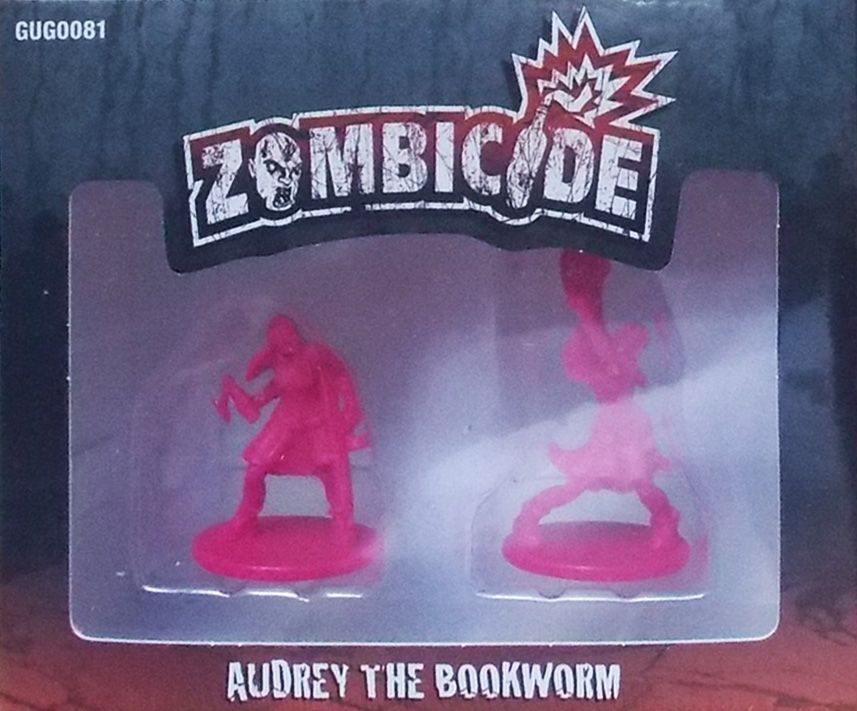 GUG0081
ZOMBICIDE
AUDREY THE BOOKWORM